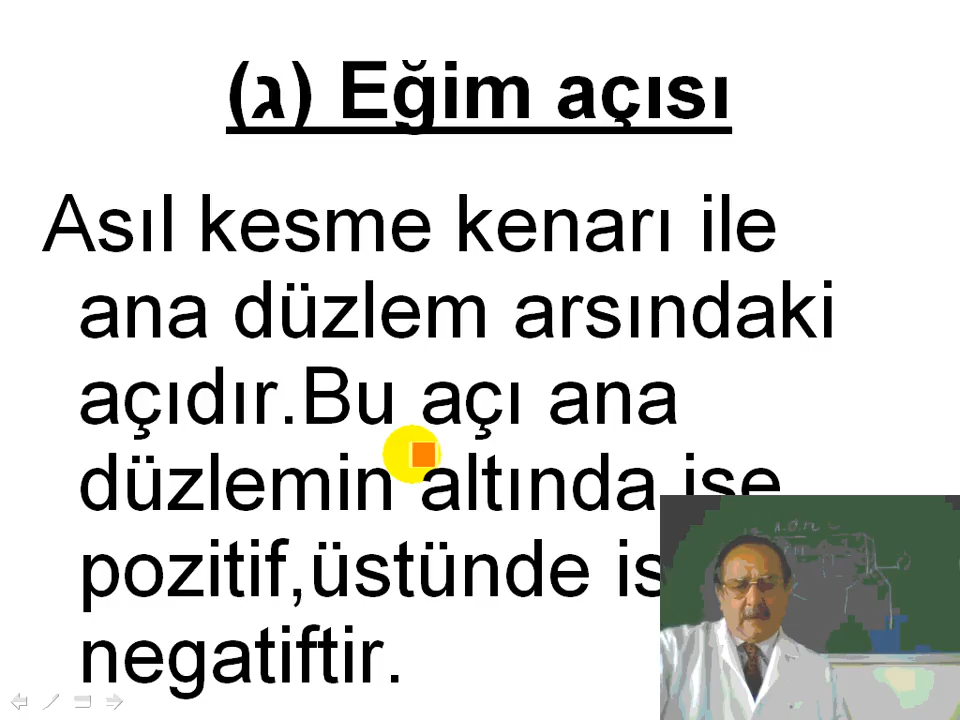 (ג) Eğim açısı
Asıl kesme kenarı ile
ana düzlem arsındaki
açıdır.Bu açı ana
düzlemin altında ise
pozitif,üstünde
negatiftir.